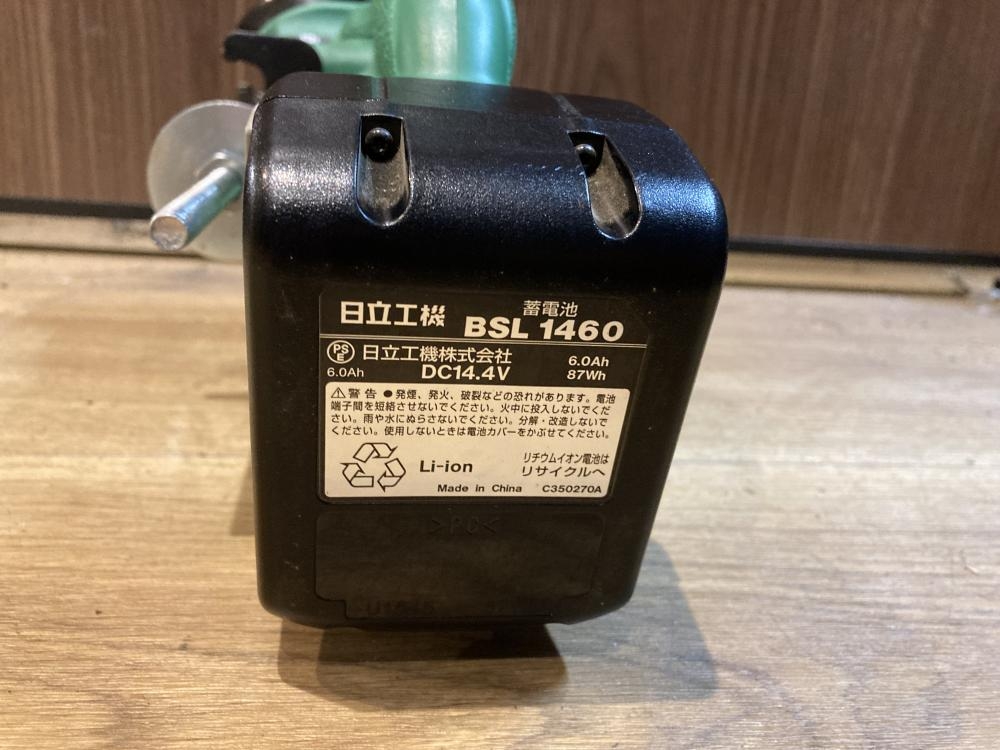 蓄電池
日立工機 BSL 1460
PS E 日立工機株式会社 6.0Ah
6.0Ah DC14.4V 87Wh
⚠警告 ●発煙、発火、破裂などの恐れがあります。電池
端子間を短絡させないでください。火中に投入しないでくだ
さい。雨や水にぬらさないでください。分解・改造しないで
ください。使用しないときは電池カバーをかぶせてください。
Li-ion リチウムイオン電池は
リサイクルへ
Made in China C350270A
>PC<